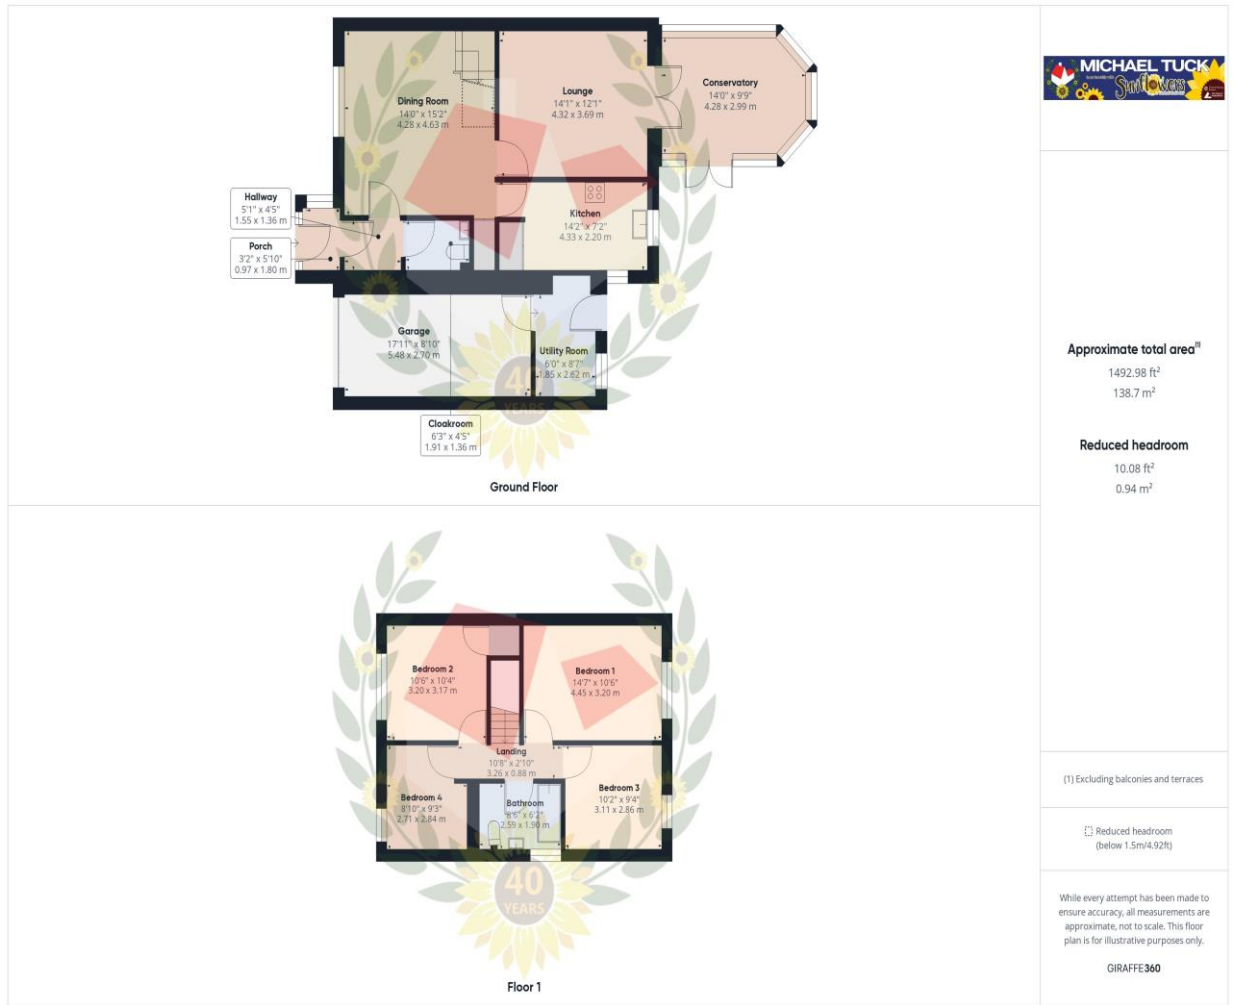 Dining Room
14'0" x 15'2"
4.28 x 4.63 m
Lounge
14'1" x 12'1"
4.32 x 3.69 m
Conservatory
14'0" x 9'9"
4.28 x 2.99 m
Hallway
5'1" x 4'5"
1.55 x 1.36 m
Porch
3'2" x 5'10"
0.97 x 1.80 m
Kitchen
14'2" x 7'2"
4.33 x 2.20 m
Garage
17'11" x 8'10"
5.48 x 2.70 m
Utility Room
6'0" x 8'7"
1.85 x 2.62 m
40
YEARS
Cloakroom
6'3" x 4'5"
1.91 x 1.36 m
Ground Floor
Bedroom 2
10'6" x 10'4"
3.20 x 3.17 m
Bedroom 1
14'7" x 10'6"
4.45 x 3.20 m
Landing
10'8" x 2'10"
3.26 x 0.88 m
Bedroom 4
8'10" x 9'3"
2.71 x 2.84 m
Bathroom
8'6" x 6'2"
2.59 x 1.90 m
Bedroom 3
10'2" x 9'4"
3.11 x 2.86 m
40
YEARS
Floor 1
MICHAEL TUCK
Sunflowers
Approximate total area(1)
1492.98 ft²
138.7 m²
Reduced headroom
10.08 ft²
0.94 m²
(1) Excluding balconies and terraces
Reduced headroom
(below 1.5m/4.92ft)
While every attempt has been made to
ensure accuracy, all measurements are
approximate, not to scale. This floor
plan is for illustrative purposes only.
GIRAFFE360